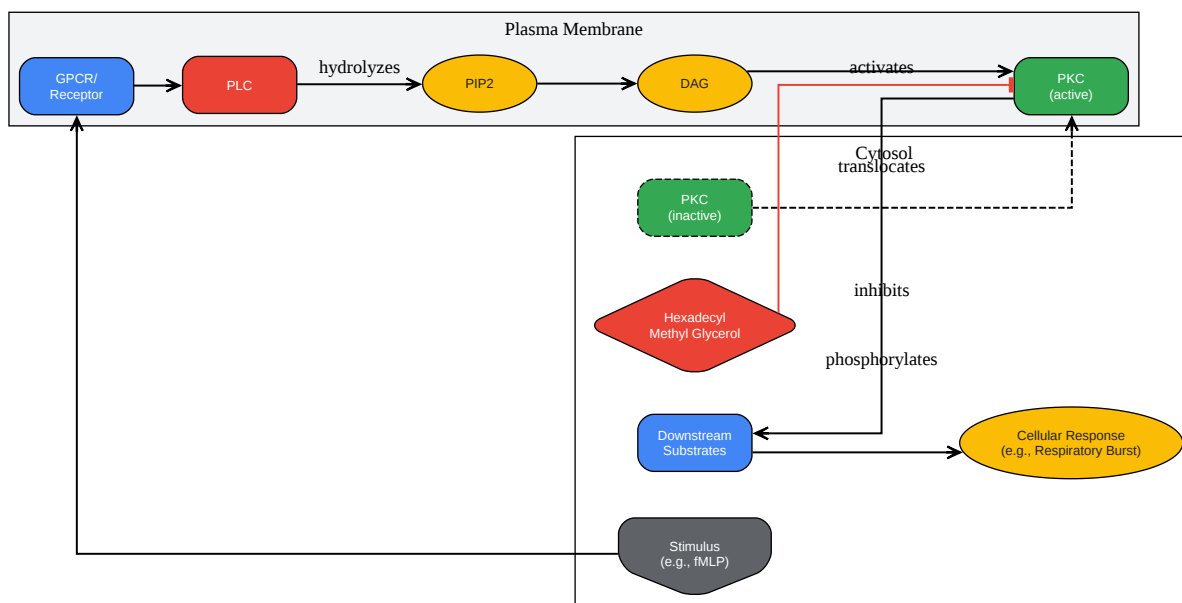 Plasma Membrane
GPCR/
Receptor
PLC
hydrolyzes
PIP2
DAG
activates
PKC
(active)
Cytosol
translocates
PKC
(inactive)
inhibits
Hexadecyl
Methyl Glycerol
phosphorylates
Downstream
Substrates
Cellular Response
(e.g., Respiratory Burst)
Stimulus
(e.g., fMLP)